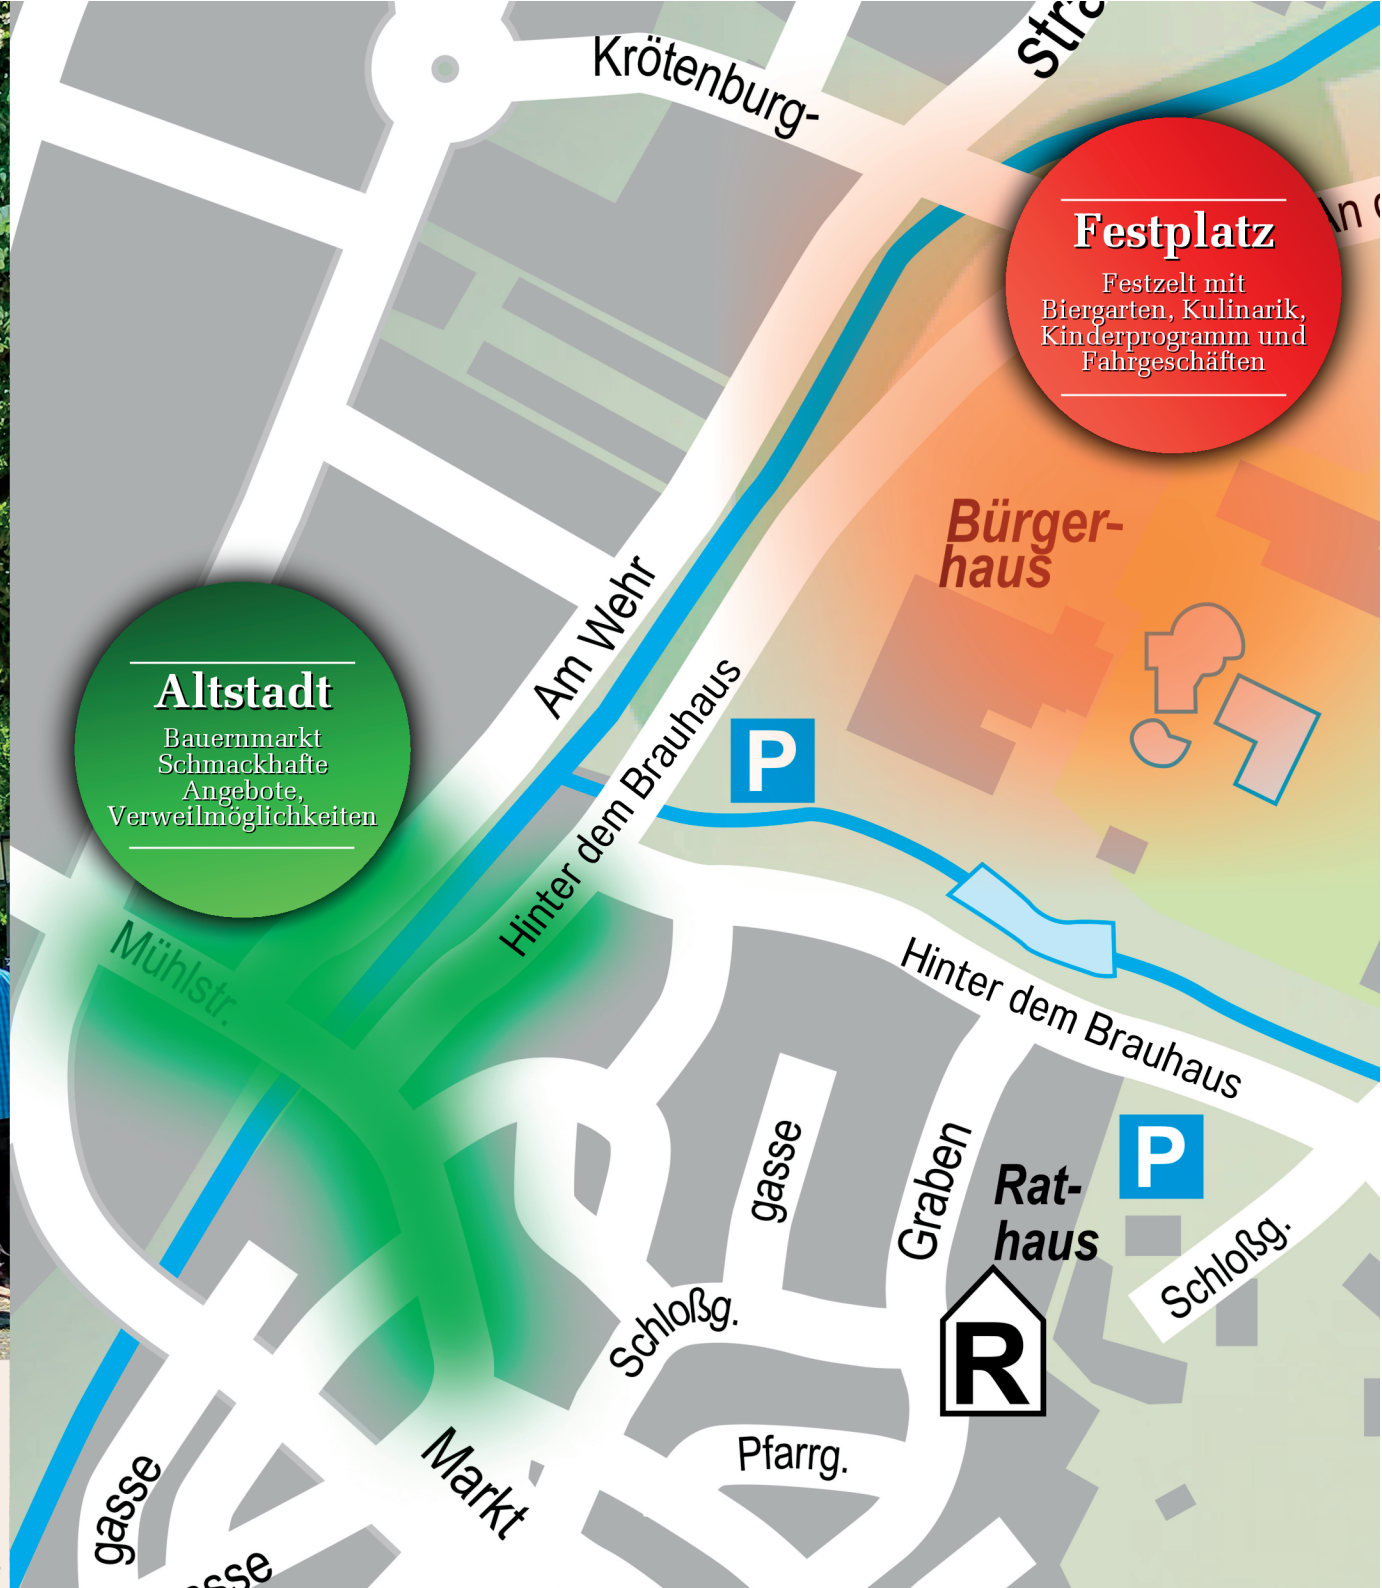 Krötenburg-
Festplatz
Festzelt mit
Biergarten, Kulinarik,
Kinderprogramm und
Fahrgeschäften
Bürger-
haus
Am Wehr
Altstadt
Bauernmarkt
Schmackhafte
Angebote,
Verweilmöglichkeiten
Hinter dem Brauhaus
P
Mühlstr.
Hinter dem Brauhaus
gasse
Graben
P
Rat-
haus
Schloßg.
Schloßg.
R
Markt
Pfarrg.
gasse